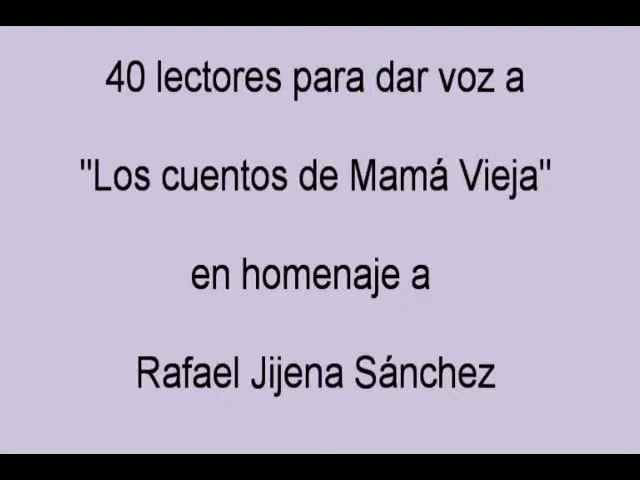 40 lectores para dar voz a
"Los cuentos de Mamá Vieja"
en homenaje a
Rafael Jijena Sánchez